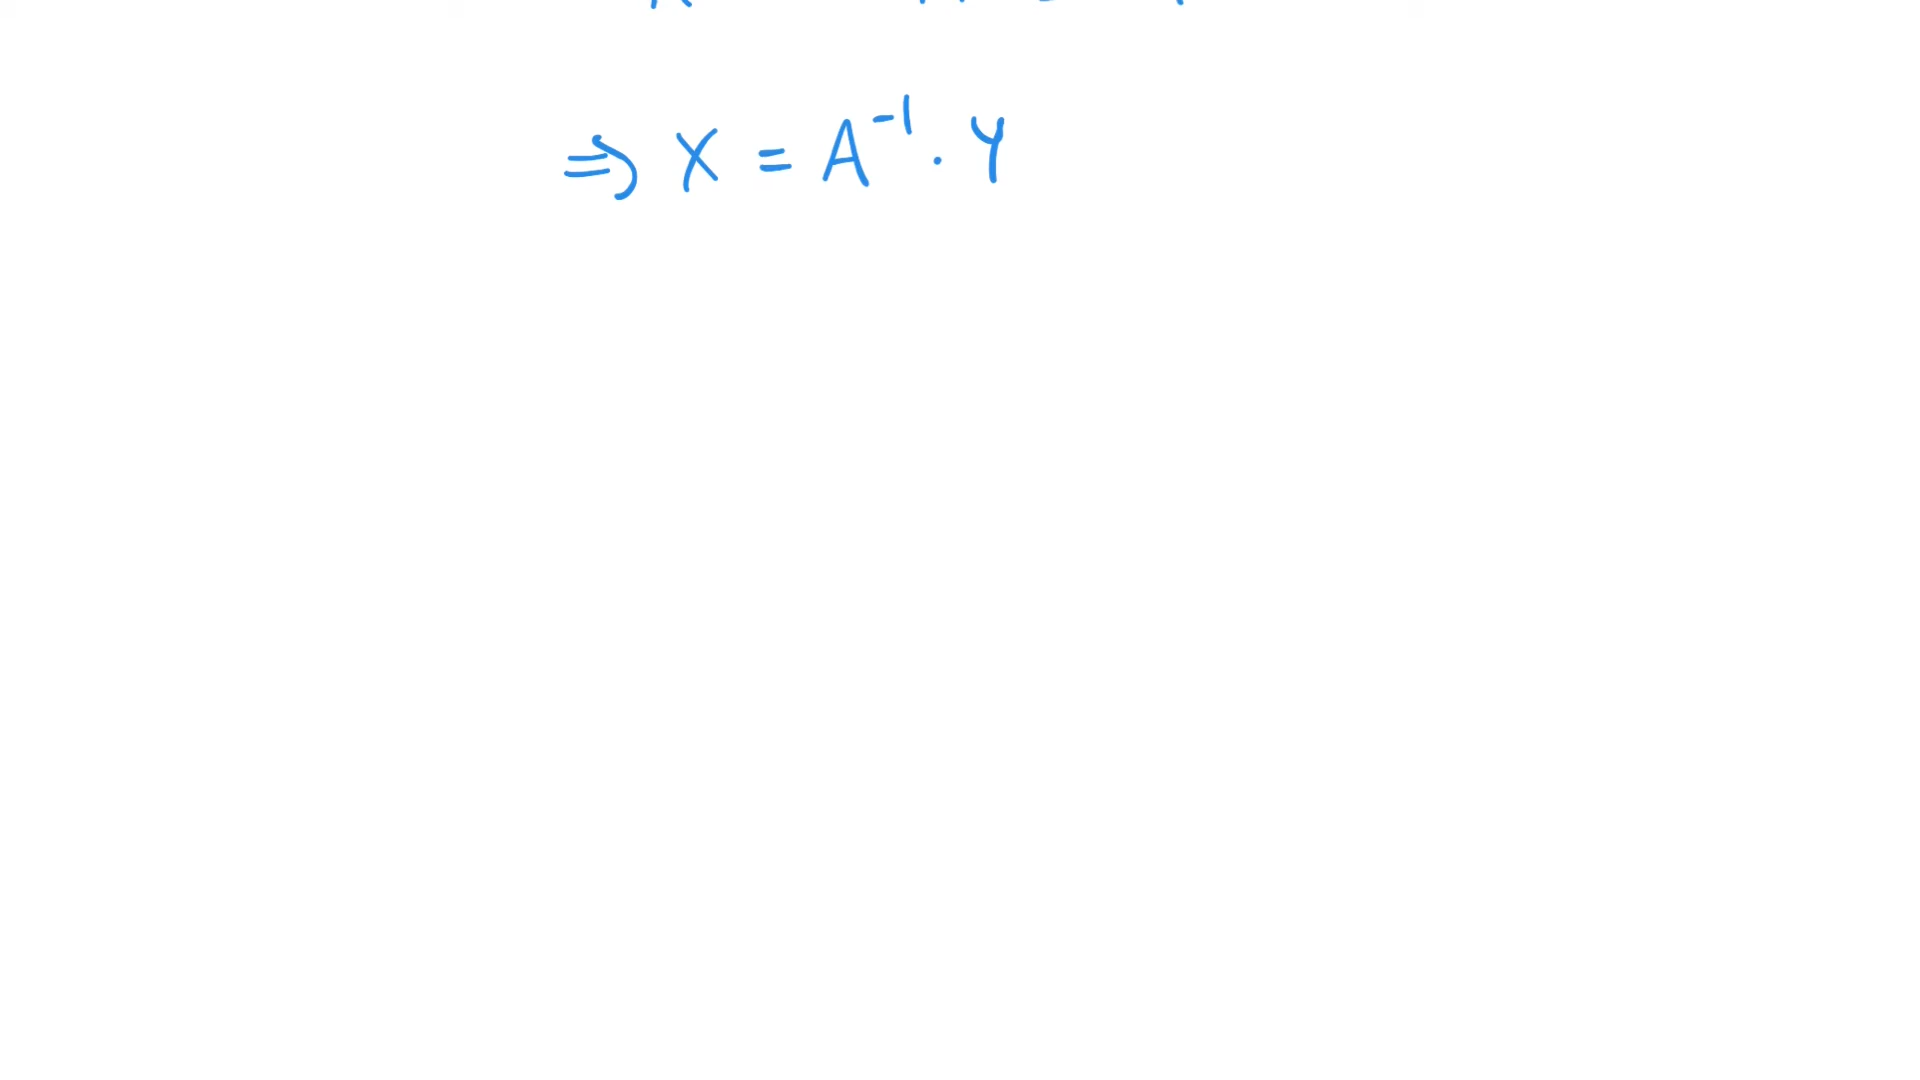 ⇒ X = A⁻¹ · Y